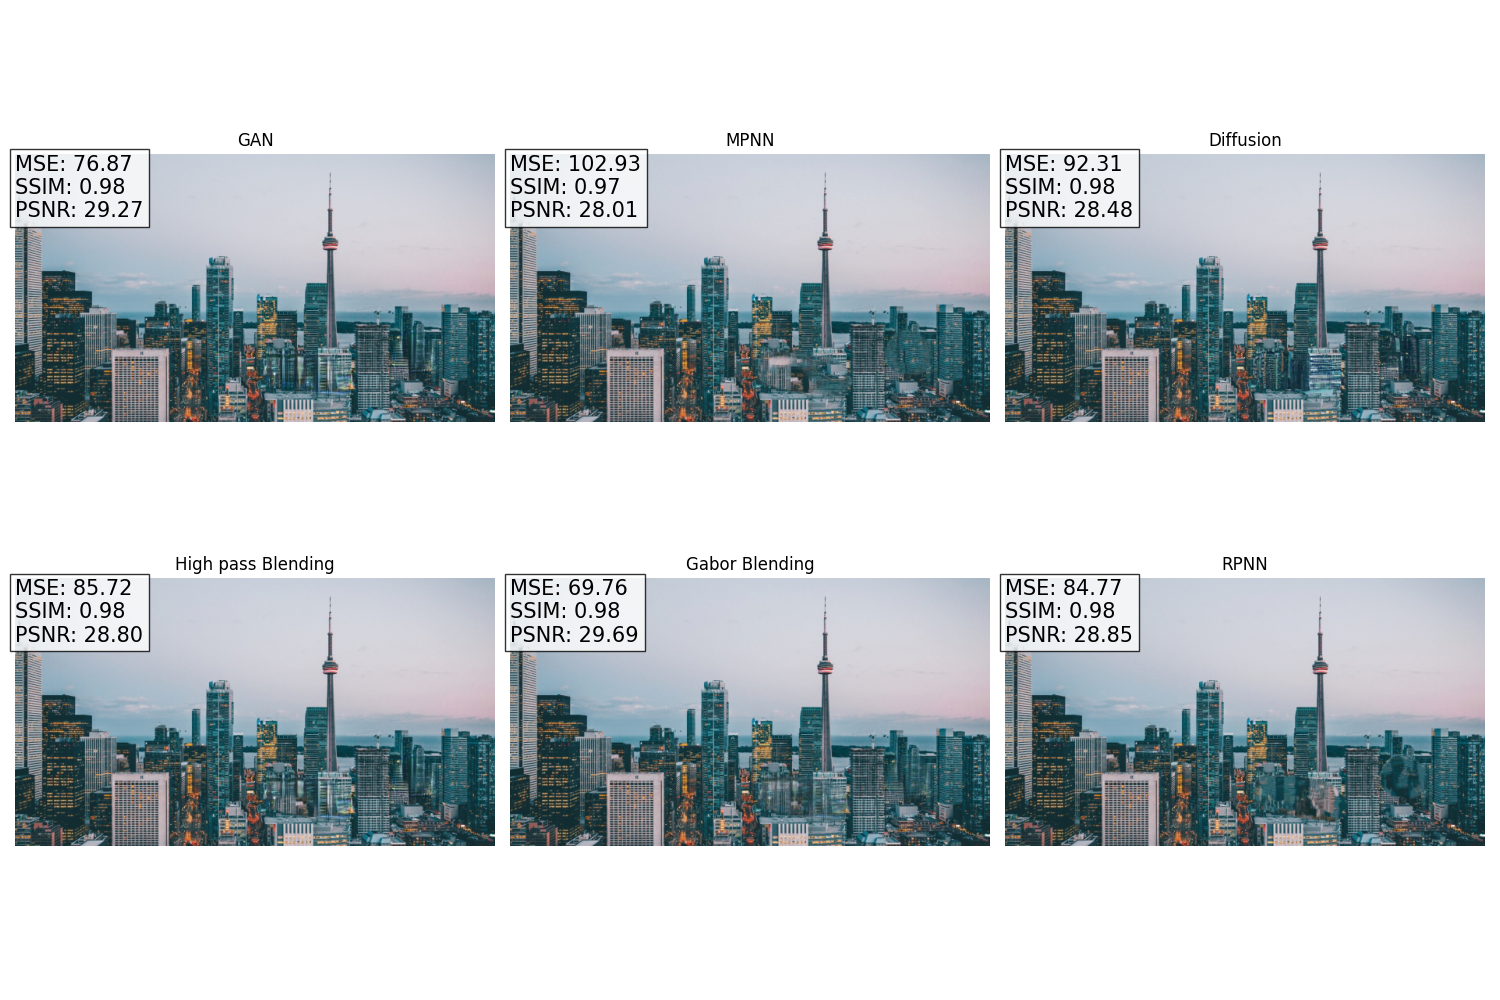 GAN
MSE: 76.87
SSIM: 0.98
PSNR: 29.27
MPNN
MSE: 102.93
SSIM: 0.97
PSNR: 28.01
Diffusion
MSE: 92.31
SSIM: 0.98
PSNR: 28.48
High pass Blending
MSE: 85.72
SSIM: 0.98
PSNR: 28.80
Gabor Blending
MSE: 69.76
SSIM: 0.98
PSNR: 29.69
RPNN
MSE: 84.77
SSIM: 0.98
PSNR: 28.85